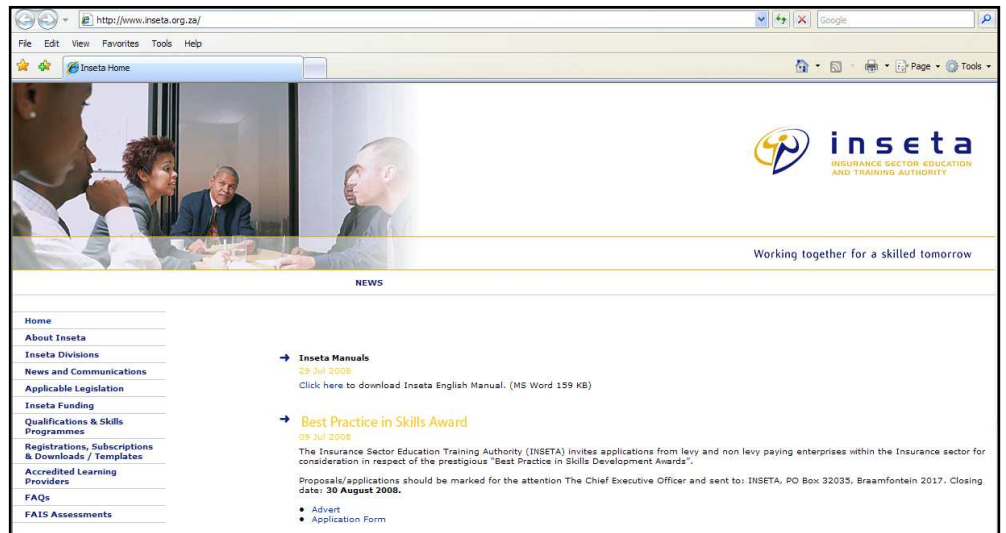 http://www.inseta.org.za/
Google
File Edit View Favorites Tools Help
Inseta Home
Page Tools
inseta
INSURANCE SECTOR EDUCATION
AND TRAINING AUTHORITY
Working together for a skilled tomorrow
NEWS
Home
About Inseta
Inseta Divisions
News and Communications
Applicable Legislation
Inseta Funding
Qualifications & Skills
Programmes
Registrations, Subscriptions
& Downloads / Templates
Accredited Learning
Providers
FAQs
FAIS Assessments
Inseta Manuals
29 Jul 2008
Click here to download Inseta English Manual. (MS Word 159 KB)
Best Practice in Skills Award
09 Jul 2008
The Insurance Sector Education Training Authority (INSETA) invites applications from levy and non levy paying enterprises within the Insurance sector for
consideration in respect of the prestigious "Best Practice in Skills Development Awards".
Proposals/applications should be marked for the attention The Chief Executive Officer and sent to: INSETA, PO Box 32035, Braamfontein 2017. Closing
date: 30 August 2008.
• Advert
• Application Form